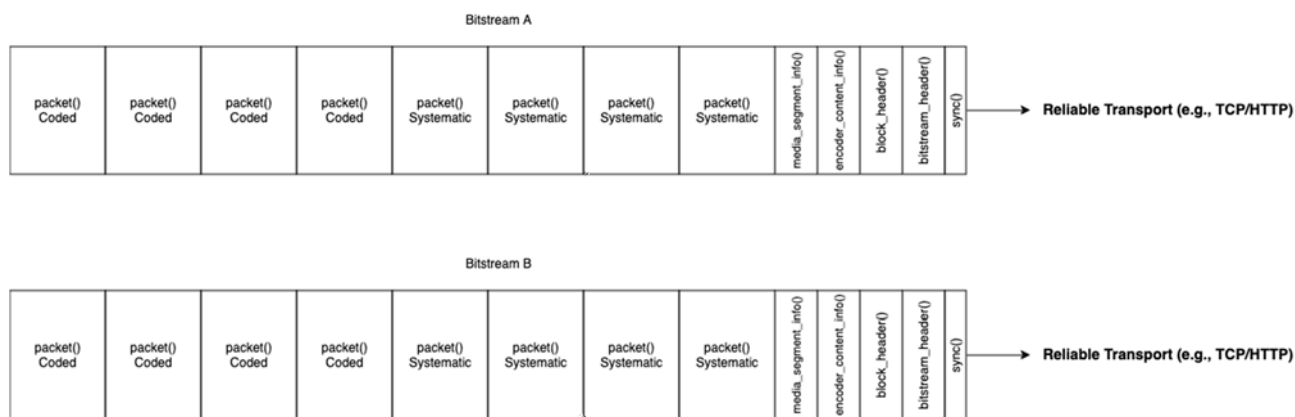 Bitstream A
packet() packet() packet() packet() packet() packet() packet() packet()
Coded Coded Coded Coded Systematic Systematic Systematic Systematic
media_segment_info()
encoder_content_info()
block_header()
bitstream_header()
sync()
Reliable Transport (e.g., TCP/HTTP)
Bitstream B
packet() packet() packet() packet() packet() packet() packet() packet()
Coded Coded Coded Coded Systematic Systematic Systematic Systematic
media_segment_info()
encoder_content_info()
block_header()
bitstream_header()
sync()
Reliable Transport (e.g., TCP/HTTP)